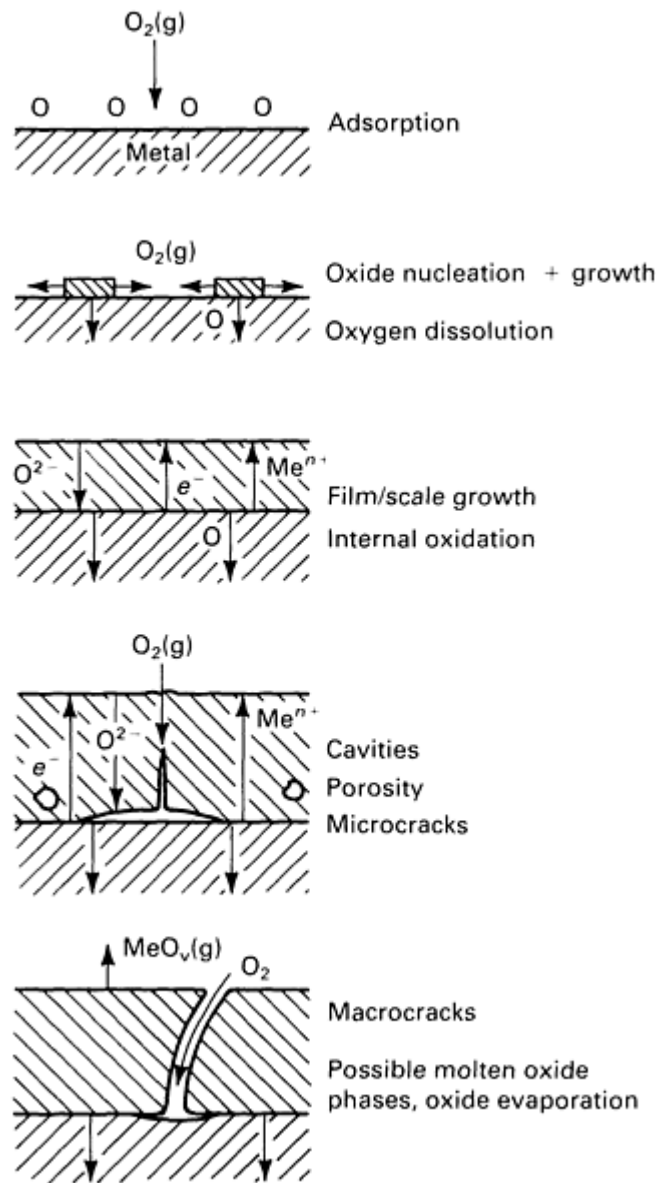 O₂(g)
O O O O
Adsorption
Metal
O₂(g)
Oxide nucleation + growth
O
Oxygen dissolution
O²⁻
e⁻
Meⁿ⁺
Film/scale growth
O
Internal oxidation
O₂(g)
e⁻
O²⁻
Meⁿ⁺
Cavities
Porosity
Microcracks
MeOᵥ(g)
O₂
Macrocracks
Possible molten oxide
phases, oxide evaporation